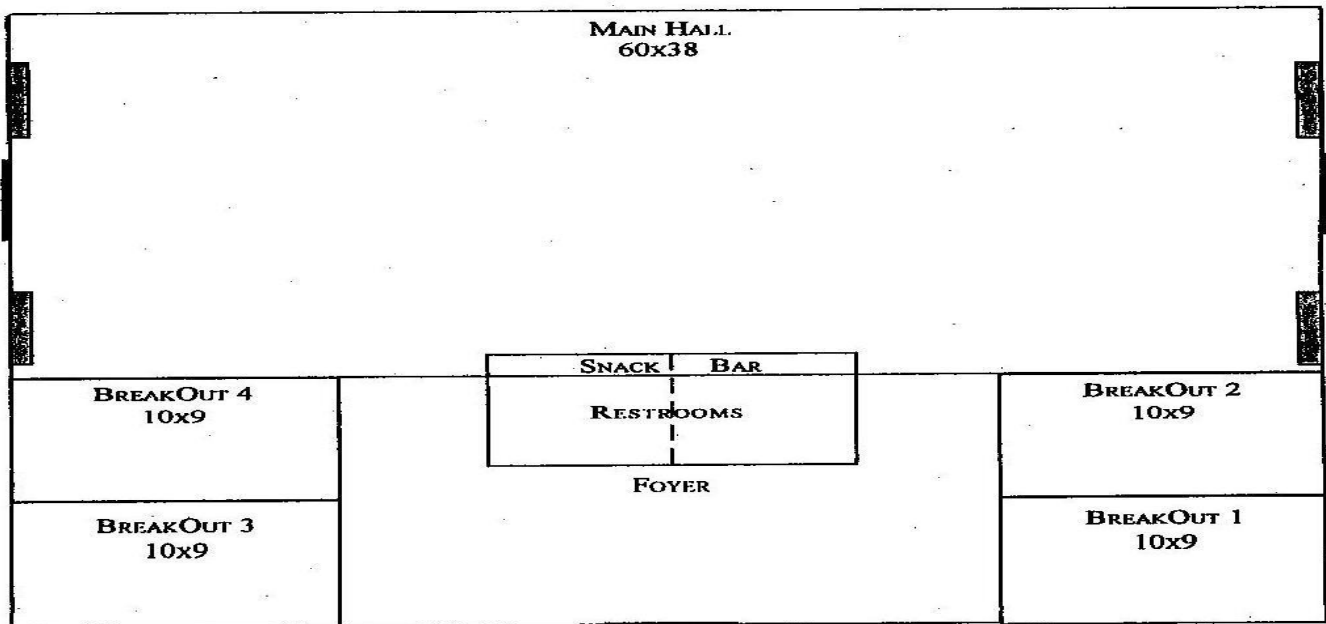 MAIN HALL
60x38
SNACK BAR
BREAKOUT 4
10x9
RESTROOMS
BREAKOUT 2
10x9
FOYER
BREAKOUT 3
10x9
BREAKOUT 1
10x9